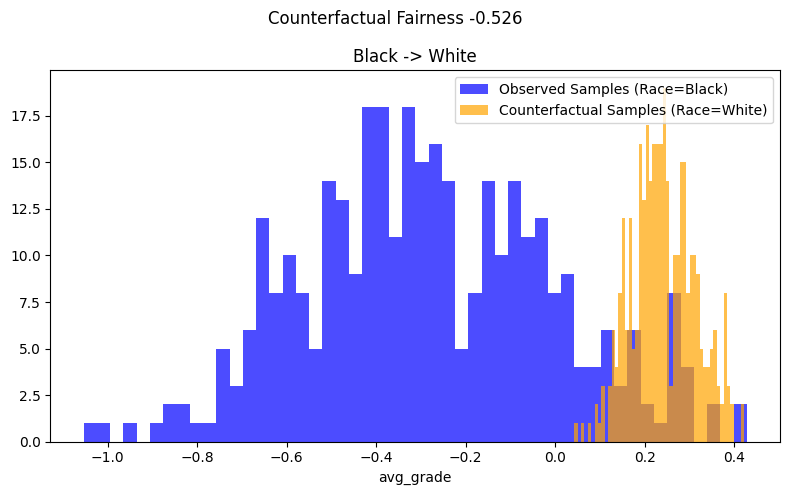 Counterfactual Fairness -0.526
Black -> White
Observed Samples (Race=Black)
Counterfactual Samples (Race=White)
17.5
15.0
12.5
10.0
7.5
5.0
2.5
0.0
−1.0 −0.8 −0.6 −0.4 −0.2 0.0 0.2 0.4
avg_grade